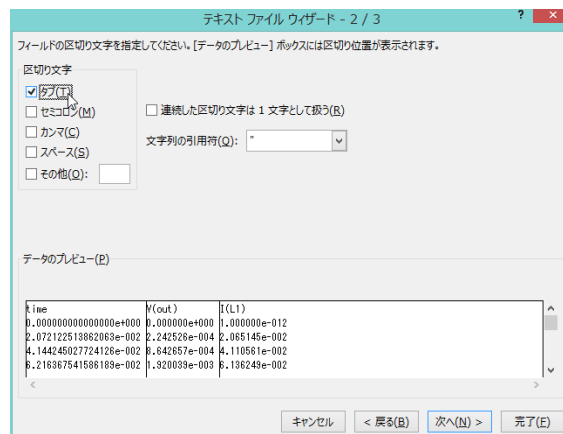 テキスト ファイル ウィザード - 2 / 3
フィールドの区切り文字を指定してください。[データのプレビュー] ボックスには区切り位置が表示されます。
区切り文字
タブ(T)
セミコロン(M)
カンマ(C)
スペース(S)
その他(O):
連続した区切り文字は 1 文字として扱う(R)
文字列の引用符(Q): "
データのプレビュー(P)
time V(out) I(L1)
0.000000000000000e+000 0.000000e+000 1.000000e-012
2.072122513862063e-002 2.242526e-004 2.065145e-002
4.144245027724126e-002 8.642657e-004 4.110561e-002
6.216367541586189e-002 1.920039e-003 6.136249e-002
キャンセル < 戻る(B) 次へ(N) > 完了(F)